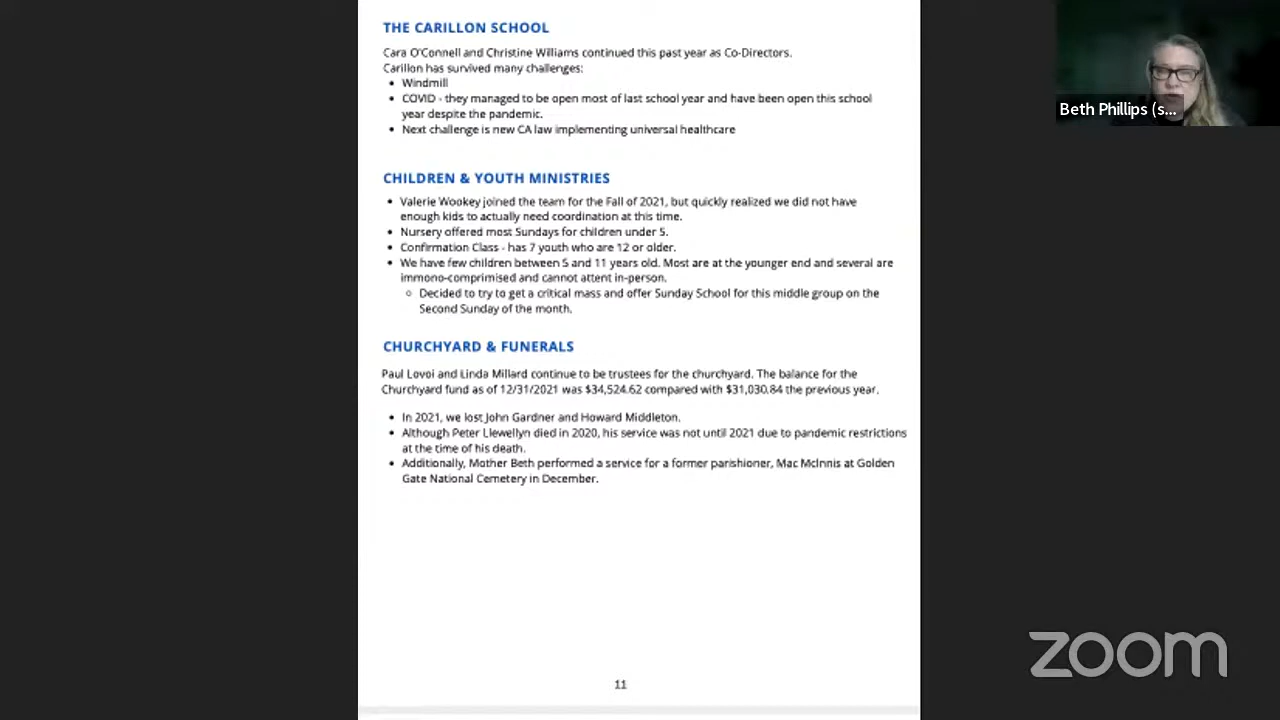 THE CARILLON SCHOOL
Cara O'Connell and Christine Williams continued this past year as Co-Directors.
Carillon has survived many challenges:
• Windmill
• COVID - they managed to be open most of last school year and have been open this school
year despite the pandemic.
• Next challenge is new CA law implementing universal healthcare
CHILDREN & YOUTH MINISTRIES
• Valerie Wookey joined the team for the Fall of 2021, but quickly realized we did not have
enough kids to actually need coordination at this time.
• Nursery offered most Sundays for children under 5.
• Confirmation Class - has 7 youth who are 12 or older.
• We have few children between 5 and 11 years old. Most are at the younger end and several are
immono-comprimised and cannot attent in-person.
○ Decided to try to get a critical mass and offer Sunday School for this middle group on the
Second Sunday of the month.
CHURCHYARD & FUNERALS
Paul Lovoi and Linda Millard continue to be trustees for the churchyard. The balance for the
Churchyard fund as of 12/31/2021 was $34,524.62 compared with $31,030.84 the previous year.
• In 2021, we lost John Gardner and Howard Middleton.
• Although Peter Llewellyn died in 2020, his service was not until 2021 due to pandemic restrictions
at the time of his death.
• Additionally, Mother Beth performed a service for a former parishioner, Mac McInnis at Golden
Gate National Cemetery in December.
11
Beth Phillips (s...
zoom